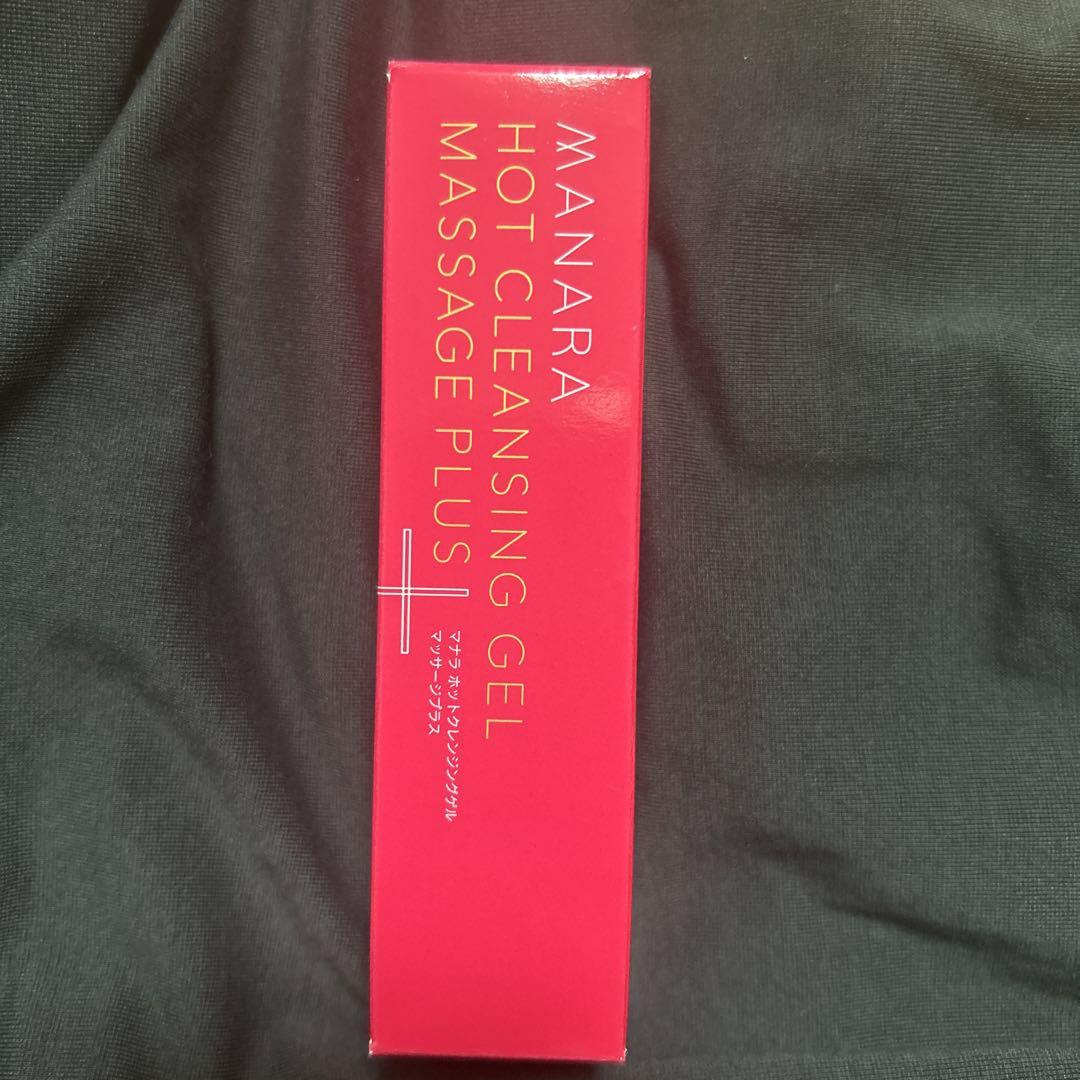 MANARA
HOT CLEANSING GEL
MASSAGE PLUS
マナラ ホットクレンジングゲル
マッサージプラス